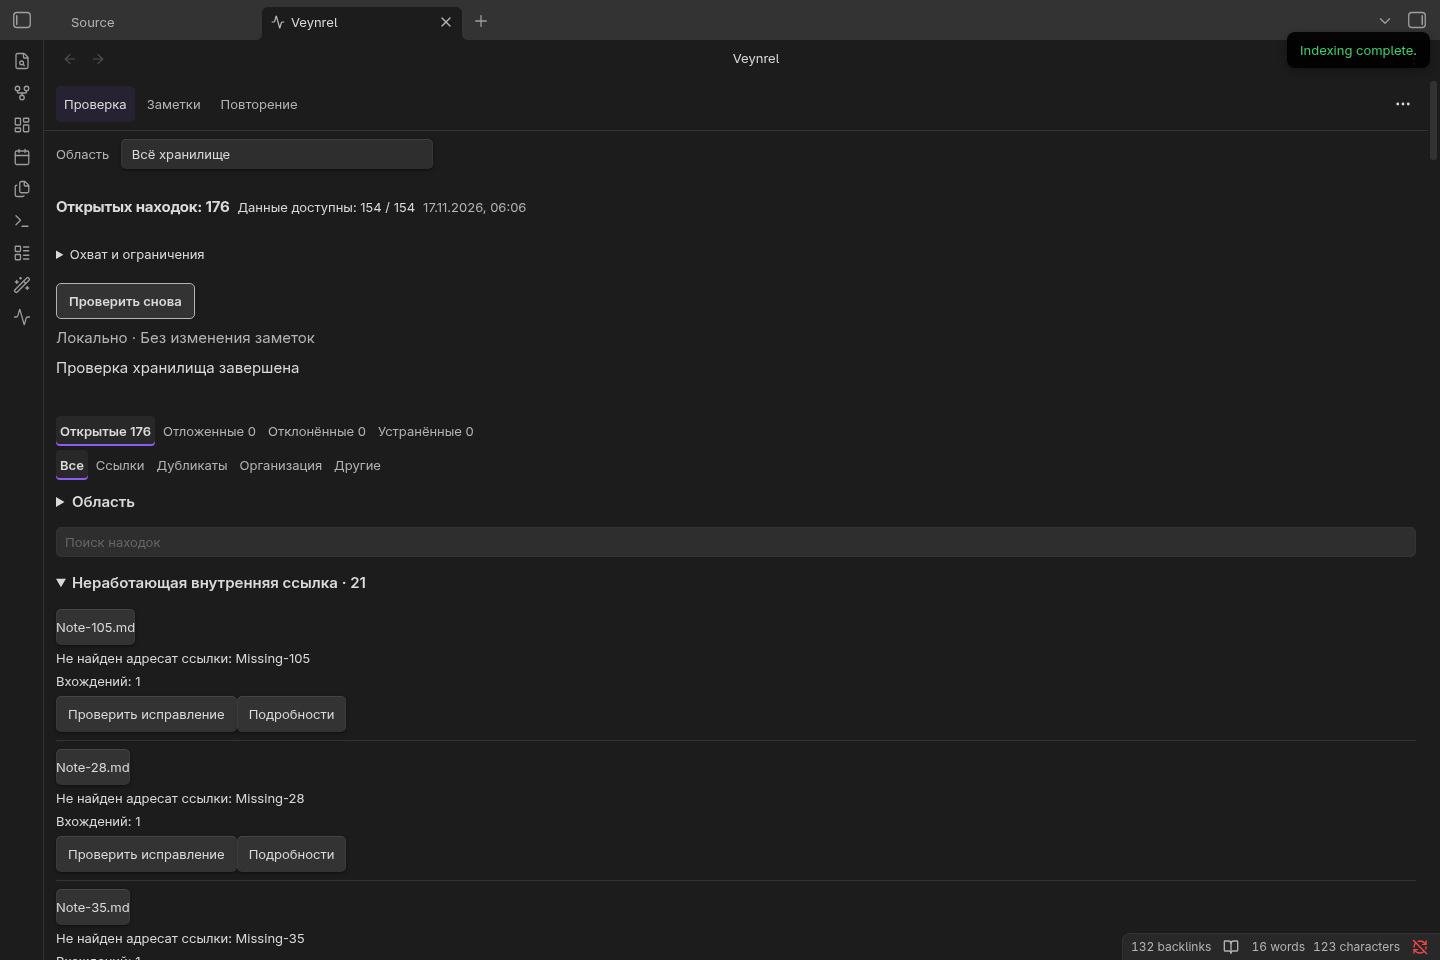 Source
Veynrel
Veynrel
Indexing complete.
Проверка Заметки Повторение
Область Всё хранилище
Открытых находок: 176 Данные доступны: 154 / 154 17.11.2026, 06:06
Охват и ограничения
Проверить снова
Локально · Без изменения заметок
Проверка хранилища завершена
Открытые 176 Отложенные 0 Отклонённые 0 Устранённые 0
Все Ссылки Дубликаты Организация Другие
Область
Поиск находок
Неработающая внутренняя ссылка · 21
Note-105.md
Не найден адресат ссылки: Missing-105
Вхождений: 1
Проверить исправление Подробности
Note-28.md
Не найден адресат ссылки: Missing-28
Вхождений: 1
Проверить исправление Подробности
Note-35.md
Не найден адресат ссылки: Missing-35
Вхождений: 1
132 backlinks 16 words 123 characters